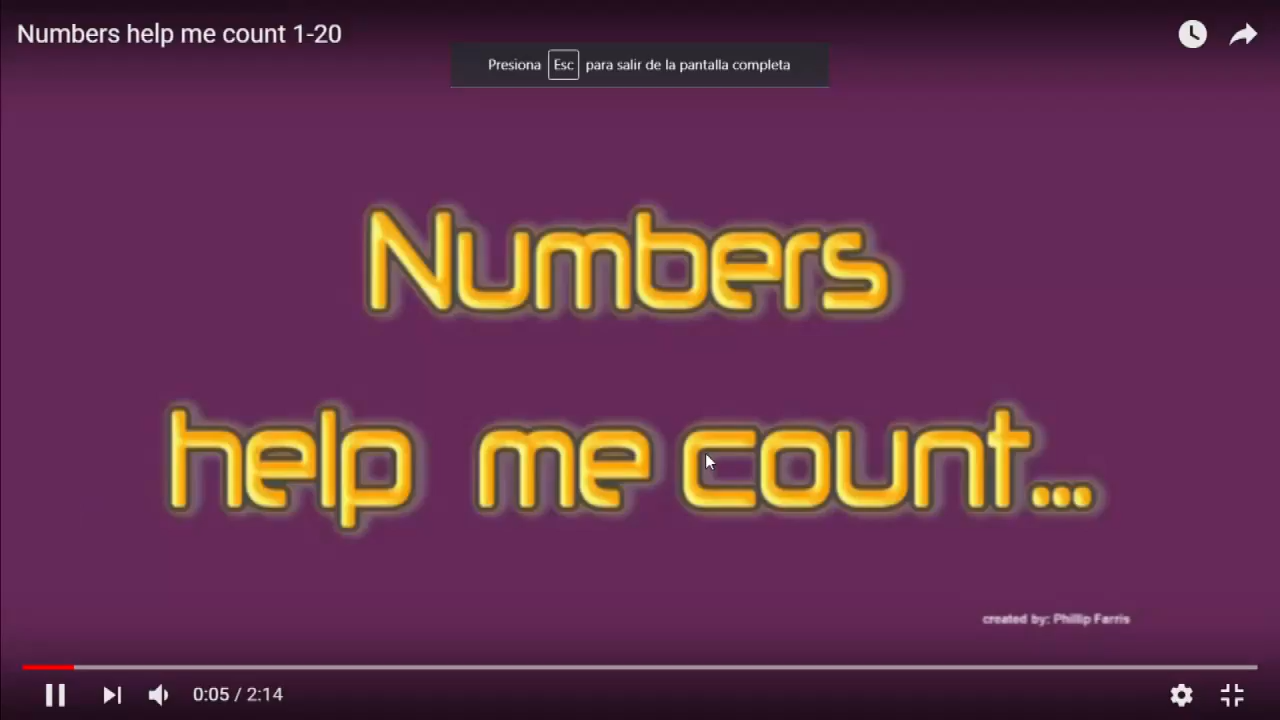 Numbers help me count 1-20
Presiona Esc para salir de la pantalla completa
Numbers
help me count...
created by: Phillip Farris
0:05 / 2:14